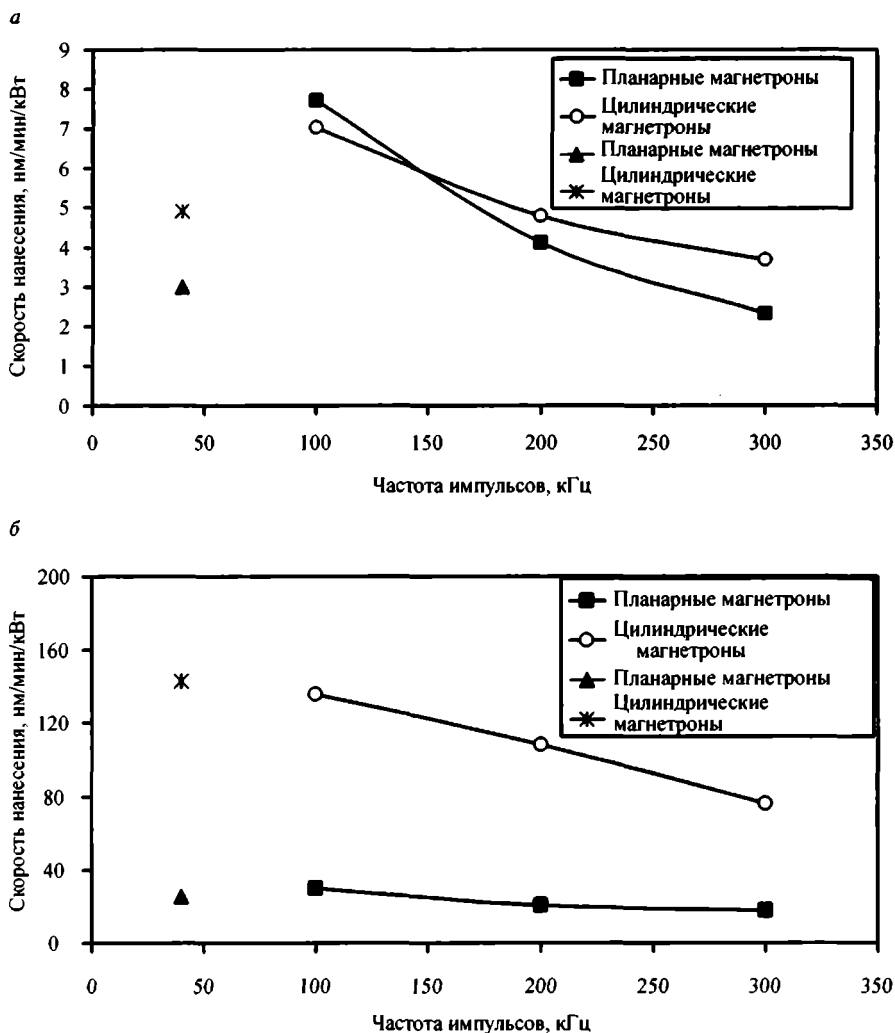 а
9
8
7
6
5
4
3
2
1
0
Скорость нанесения, нм/мин/кВт
Планарные магнетроны
Цилиндрические
магнетроны
Планарные магнетроны
Цилиндрические
магнетроны
0 50 100 150 200 250 300 350
Частота импульсов, кГц
б
200
160
120
80
40
0
Скорость нанесения, нм/мин/кВт
Планарные магнетроны
Цилиндрические
магнетроны
Планарные магнетроны
Цилиндрические
магнетроны
0 50 100 150 200 250 300 350
Частота импульсов, кГц